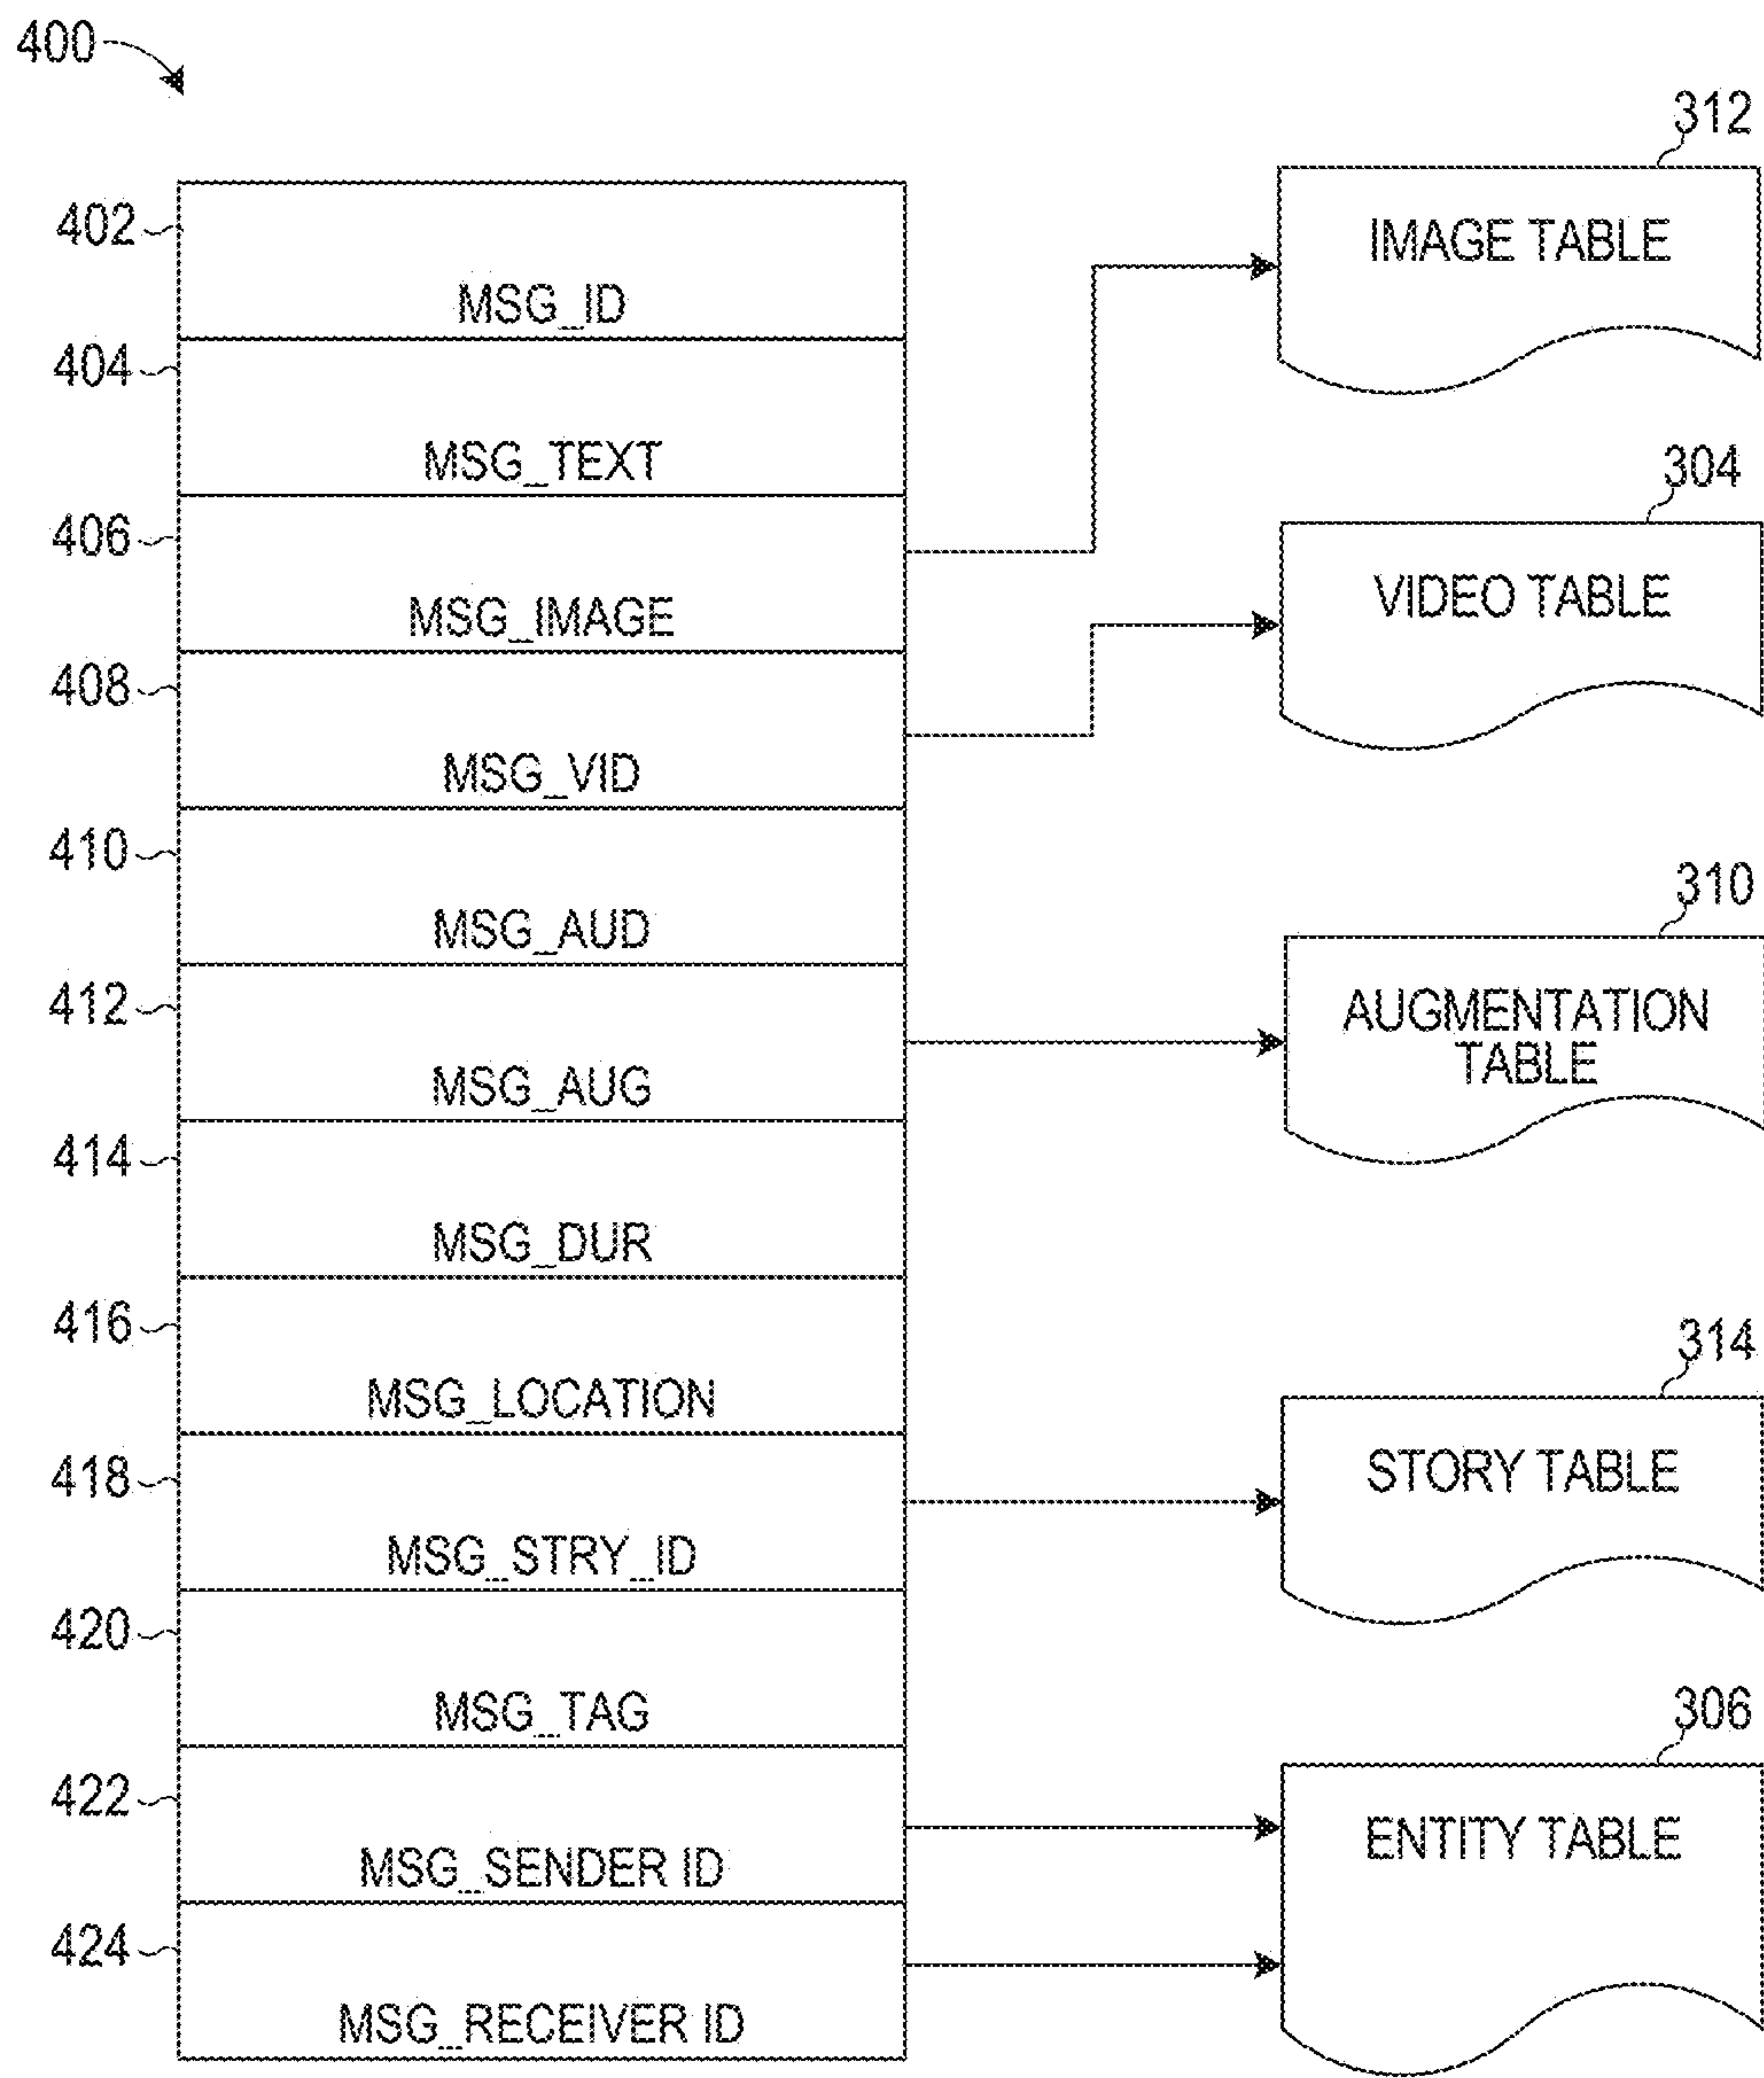 400
402
MSG_ID
404
MSG_TEXT
406
MSG_IMAGE
408
MSG_VID
410
MSG_AUD
412
MSG_AUG
414
MSG_DUR
416
MSG_LOCATION
418
MSG_STRY_ID
420
MSG_TAG
422
MSG_SENDER ID
424
MSG_RECEIVER ID
312
IMAGE TABLE
304
VIDEO TABLE
310
AUGMENTATION
TABLE
314
STORY TABLE
306
ENTITY TABLE